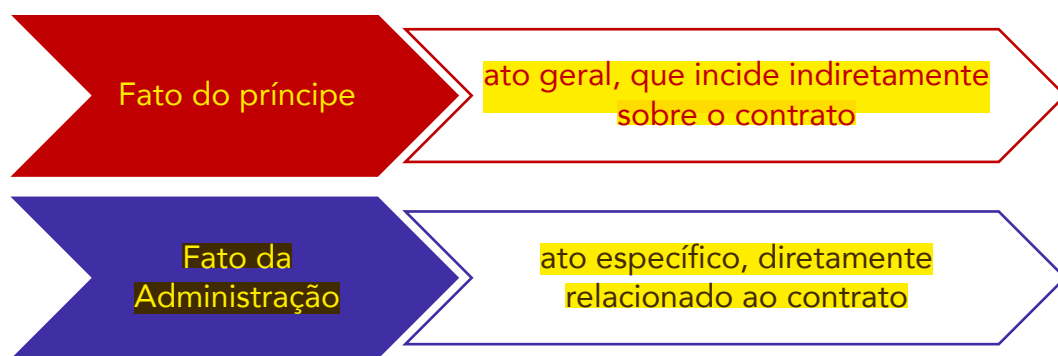 Fato do príncipe
ato geral, que incide indiretamente
sobre o contrato
Fato da
Administração
ato específico, diretamente
relacionado ao contrato